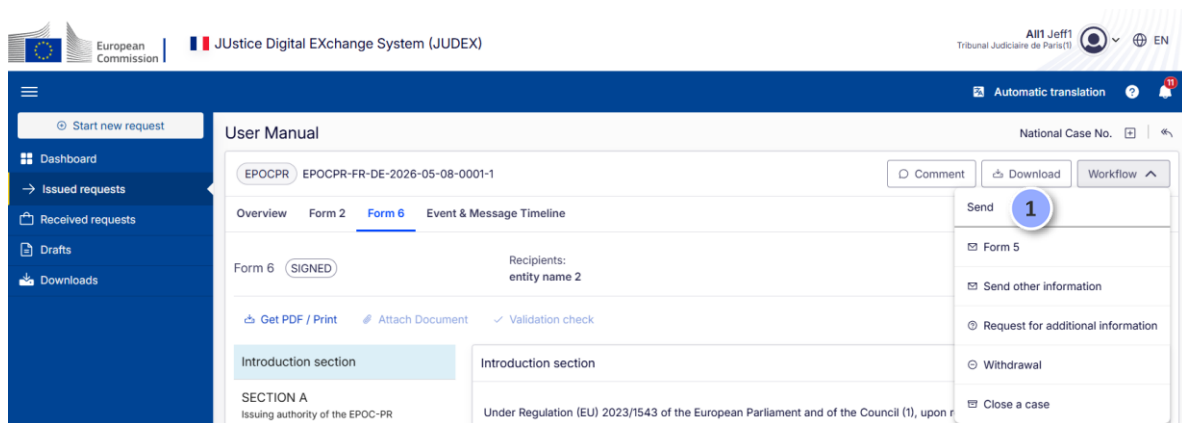 European
Commission
JUstice Digital EXchange System (JUDEX)
All1 Jeff1
Tribunal Judiciaire de Paris(1)
EN
Automatic translation
?
11
Start new request
Dashboard
Issued requests
Received requests
Drafts
Downloads
User Manual
National Case No.
EPOCPR EPOCPR-FR-DE-2026-05-08-0001-1
Comment
Download
Workflow
Overview Form 2 Form 6 Event & Message Timeline
Send
1
Form 5
Send other information
Request for additional information
Withdrawal
Close a case
Form 6 SIGNED
Recipients:
entity name 2
Get PDF / Print Attach Document Validation check
Introduction section
SECTION A
Issuing authority of the EPOC-PR
Introduction section
Under Regulation (EU) 2023/1543 of the European Parliament and of the Council (1), upon r